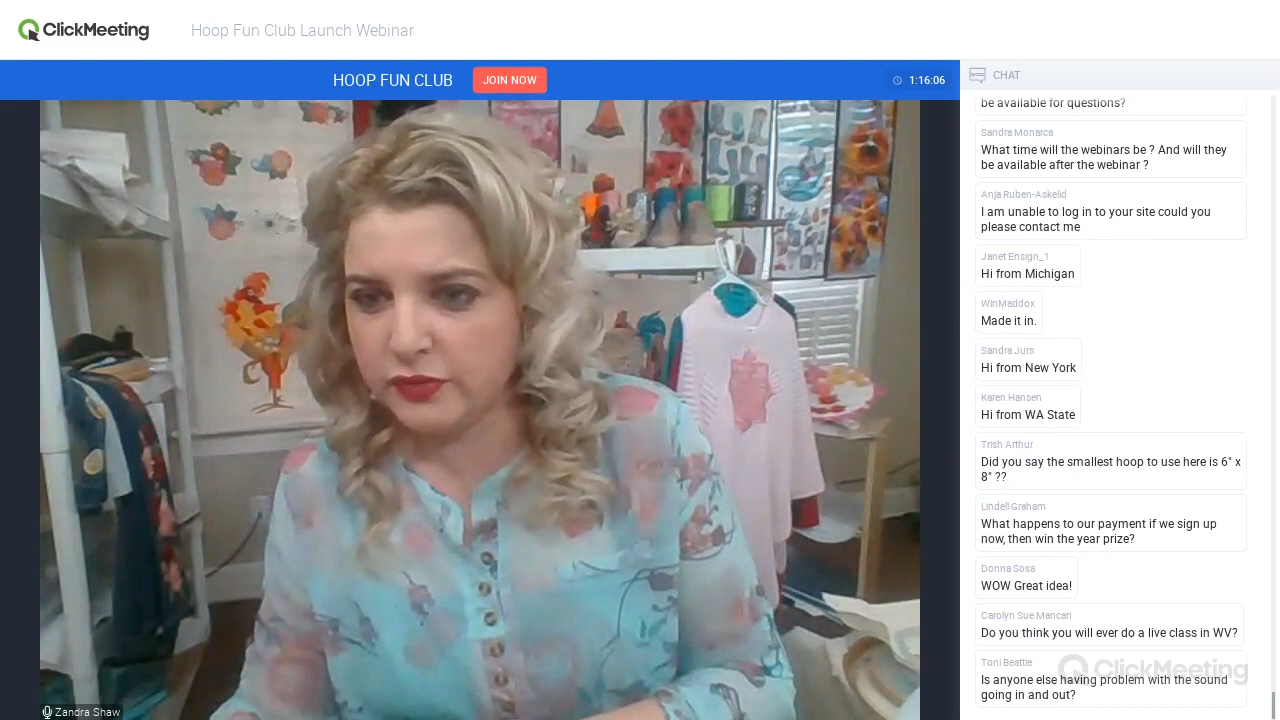 ClickMeeting
Hoop Fun Club Launch Webinar
HOOP FUN CLUB
JOIN NOW
1:16:06
CHAT
be available for questions?
Sandra Monarca
What time will the webinars be ? And will they
be available after the webinar ?
Anja Ruben-Askelid
I am unable to log in to your site could you
please contact me
Janet Ensign_1
Hi from Michigan
WinMaddox
Made it in.
Sandra Jurs
Hi from New York
Karen Hansen
Hi from WA State
Trish Arthur
Did you say the smallest hoop to use here is 6" x
8" ??
Lindell Graham
What happens to our payment if we sign up
now, then win the year prize?
Donna Sosa
WOW Great idea!
Carolyn Sue Mancari
Do you think you will ever do a live class in WV?
Toni Beattie
Is anyone else having problem with the sound
going in and out?
ClickMeeting
Zandra Shaw